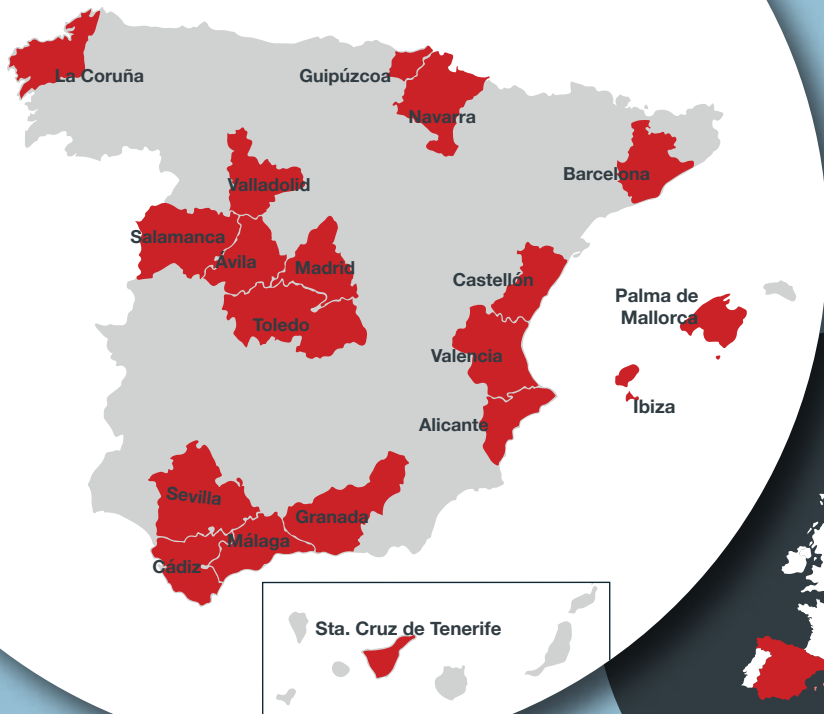 La Coruña
Guipúzcoa
Navarra
Barcelona
Valladolid
Salamanca
Ávila
Madrid
Castellón
Palma de
Mallorca
Toledo
Valencia
Ibiza
Alicante
Sevilla
Granada
Málaga
Cádiz
Sta. Cruz de Tenerife